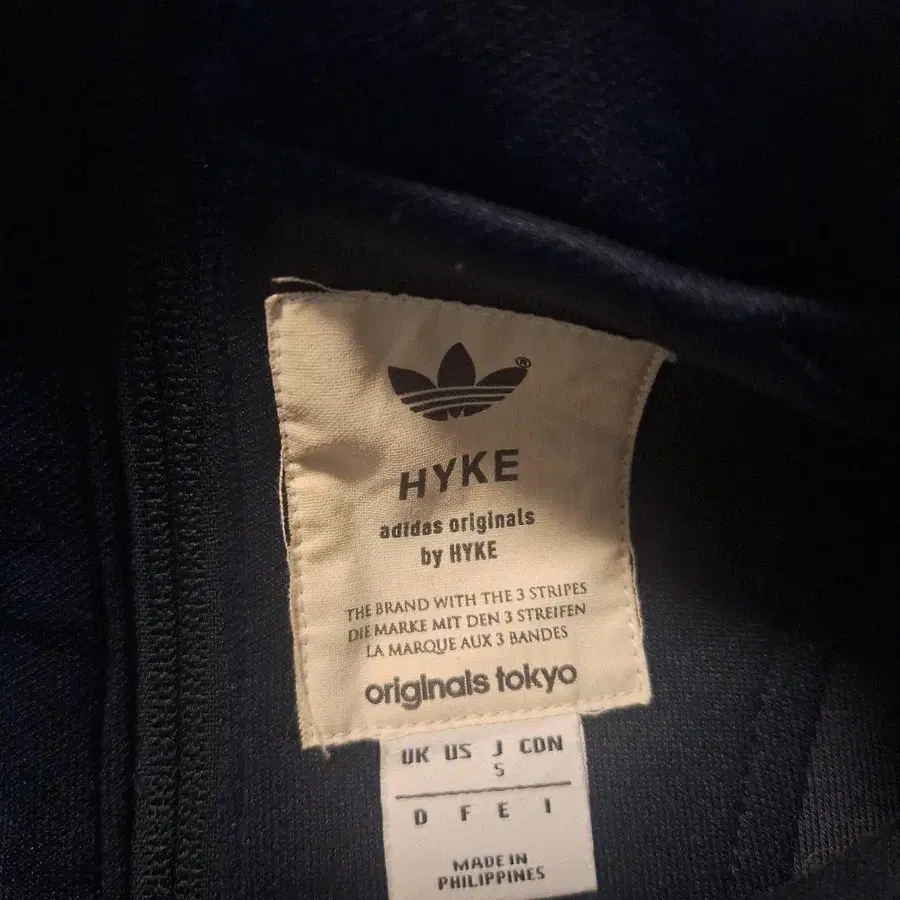 ®
HYKE
adidas originals
by HYKE
THE BRAND WITH THE 3 STRIPES
DIE MARKE MIT DEN 3 STREIFEN
LA MARQUE AUX 3 BANDES
originals tokyo
UK US J CDN
S
D F E I
MADE IN
PHILIPPINES